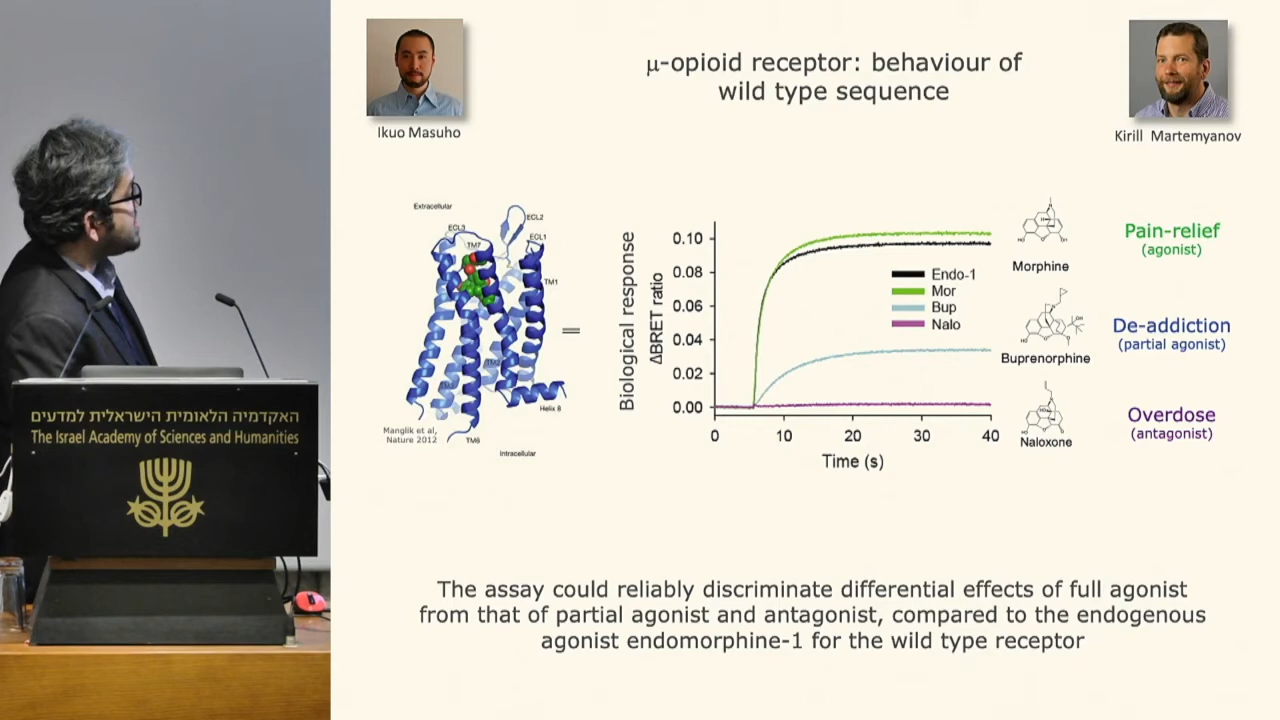 μ-opioid receptor: behaviour of
wild type sequence
Ikuo Masuho
Kirill Martemyanov
Extracellular
ECL2
ECL3
ECL1
TM7
TM1
Helix 8
TM6
Intracellular
Manglik et al,
Nature 2012
=
Biological response
ΔBRET ratio
0.10
0.08
0.06
0.04
0.02
0.00
0
10
20
30
40
Time (s)
Endo-1
Mor
Bup
Nalo
Morphine
Buprenorphine
Naloxone
Pain-relief
(agonist)
De-addiction
(partial agonist)
Overdose
(antagonist)
The assay could reliably discriminate differential effects of full agonist
from that of partial agonist and antagonist, compared to the endogenous
agonist endomorphine-1 for the wild type receptor
האקדמיה הלאומית הישראלית למדעים
The Israel Academy of Sciences and Humanities